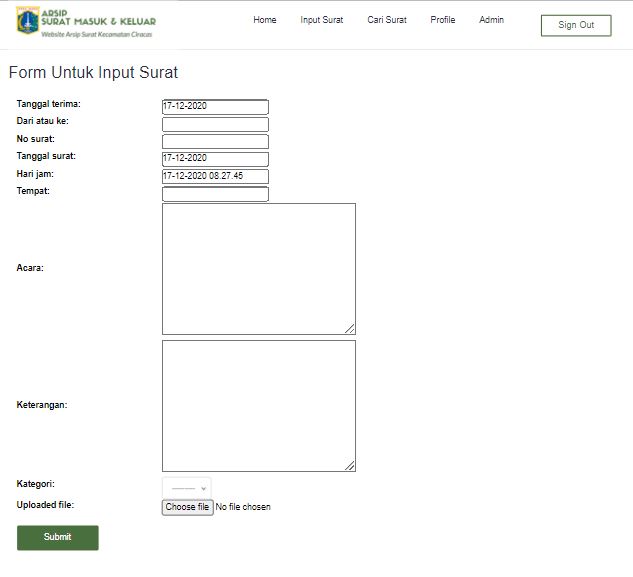 ARSIP
SURAT MASUK & KELUAR
Website Arsip Surat Kecamatan Ciracas
Home Input Surat Cari Surat Profile Admin Sign Out
Form Untuk Input Surat
Tanggal terima: 17-12-2020
Dari atau ke:
No surat:
Tanggal surat: 17-12-2020
Hari jam: 17-12-2020 08.27.45
Tempat:
Acara:
Keterangan:
Kategori: ---------
Uploaded file: Choose file No file chosen
Submit